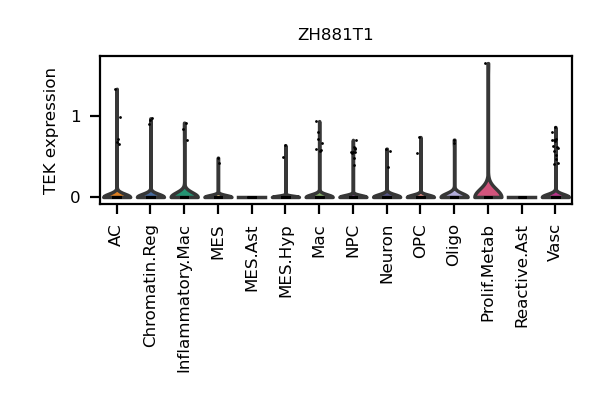 ZH881T1
TEK expression
1
0
AC
Chromatin.Reg
Inflammatory.Mac
MES
MES.Ast
MES.Hyp
Mac
NPC
Neuron
OPC
Oligo
Prolif.Metab
Reactive.Ast
Vasc